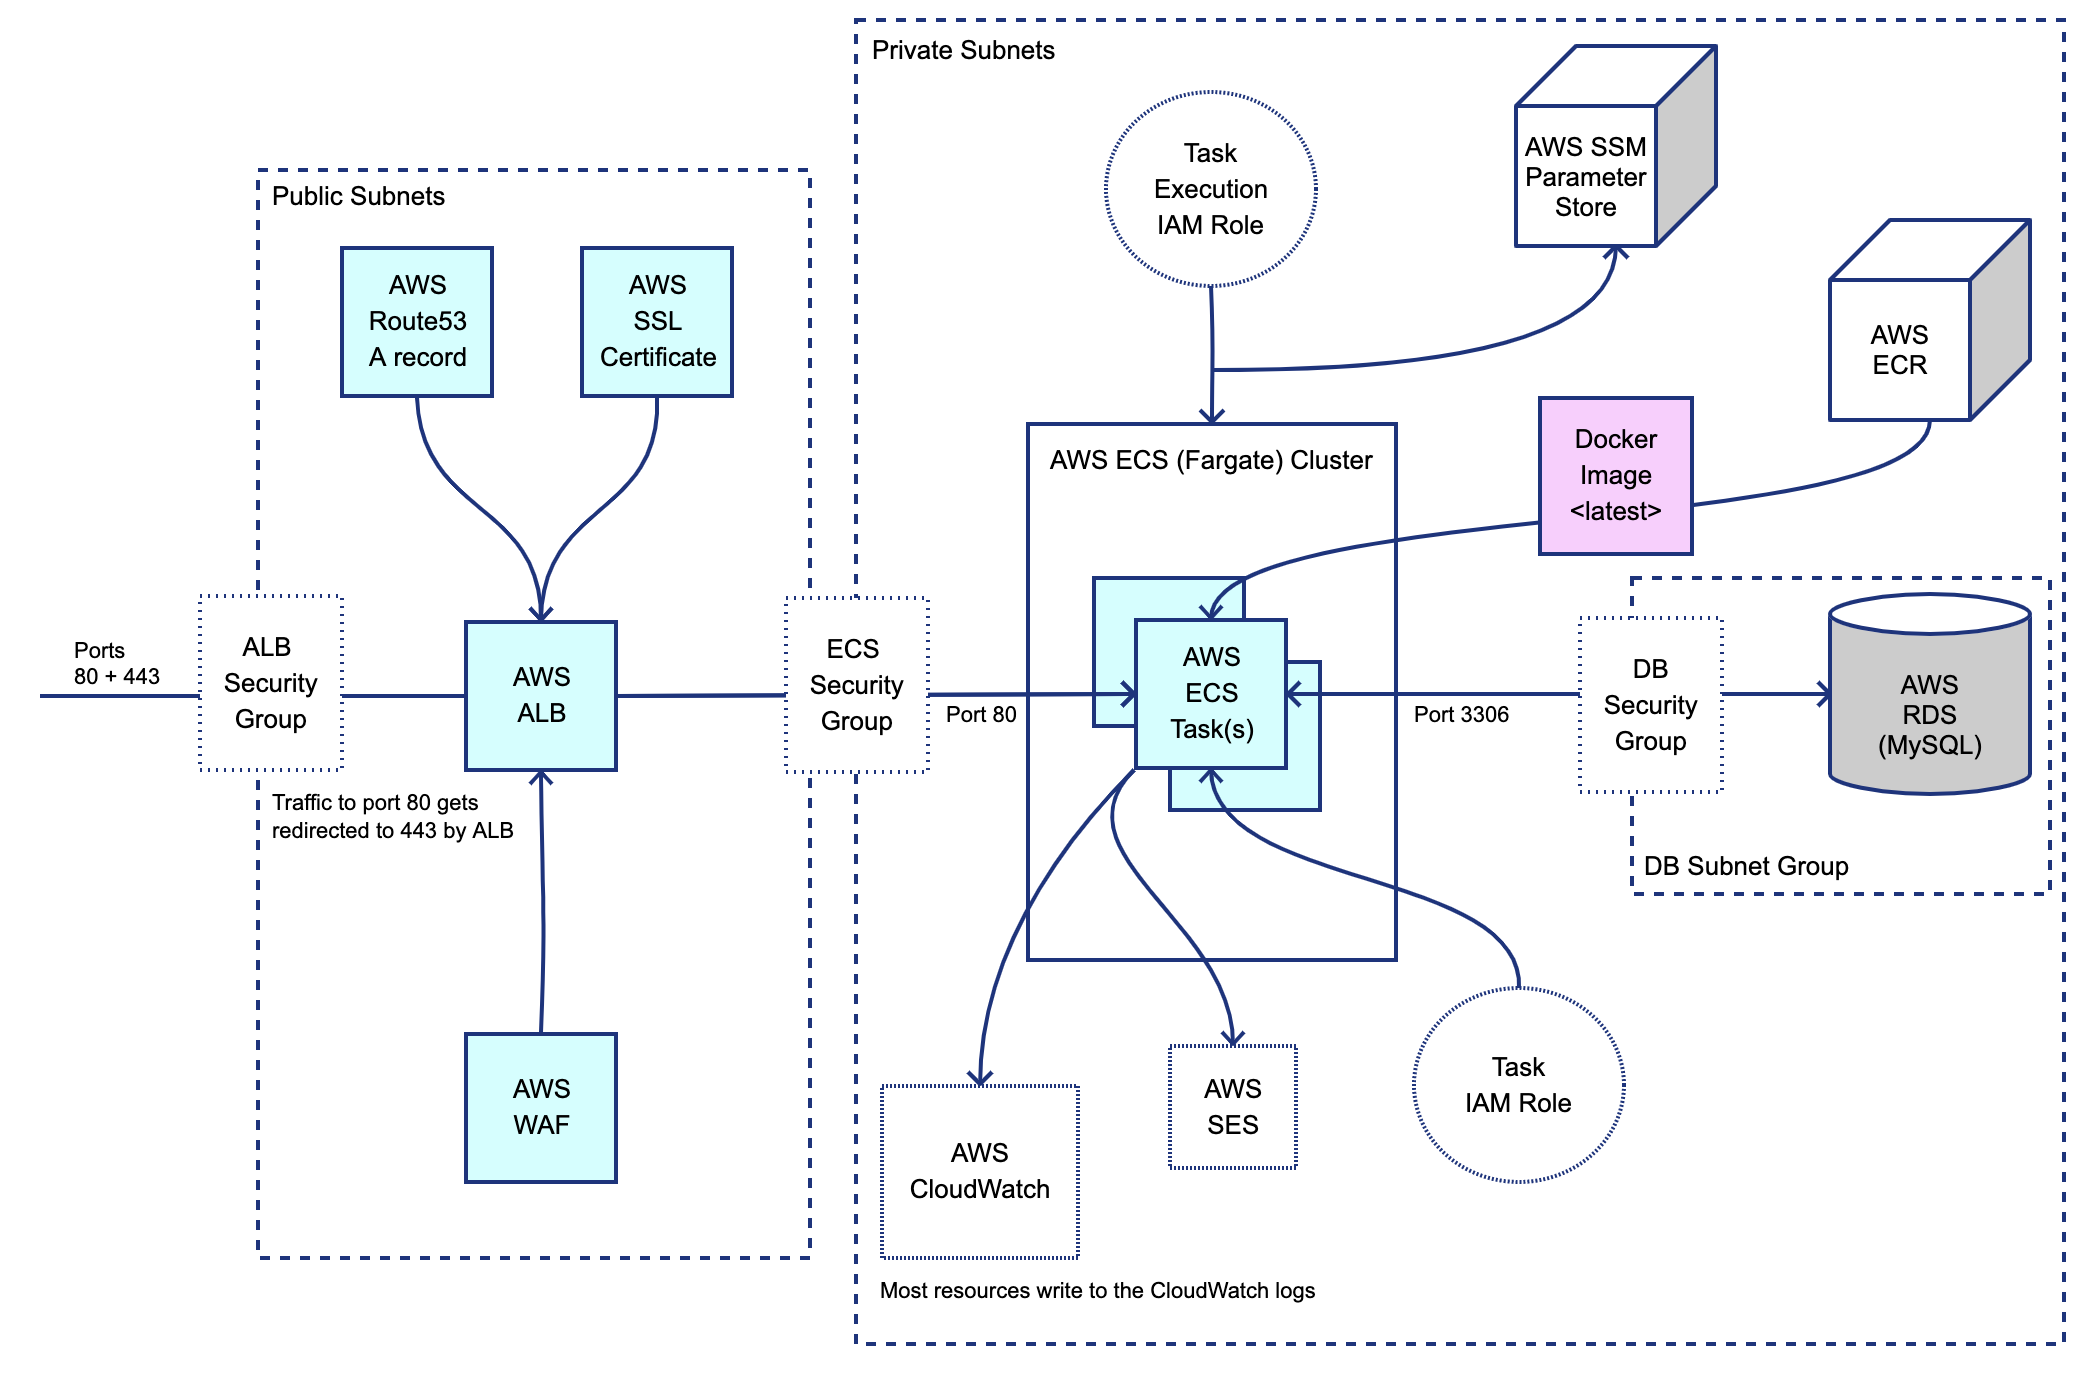 Private Subnets
Task
Execution
IAM Role
AWS SSM
Parameter
Store
Public Subnets
AWS
Route53
A record
AWS
SSL
Certificate
AWS
ECR
Docker
Image
<latest>
AWS ECS (Fargate) Cluster
Ports
80 + 443
ALB
Security
Group
AWS
ALB
ECS
Security
Group
Port 80
AWS
ECS
Task(s)
Port 3306
DB
Security
Group
AWS
RDS
(MySQL)
Traffic to port 80 gets
redirected to 443 by ALB
DB Subnet Group
AWS
WAF
AWS
CloudWatch
AWS
SES
Task
IAM Role
Most resources write to the CloudWatch logs